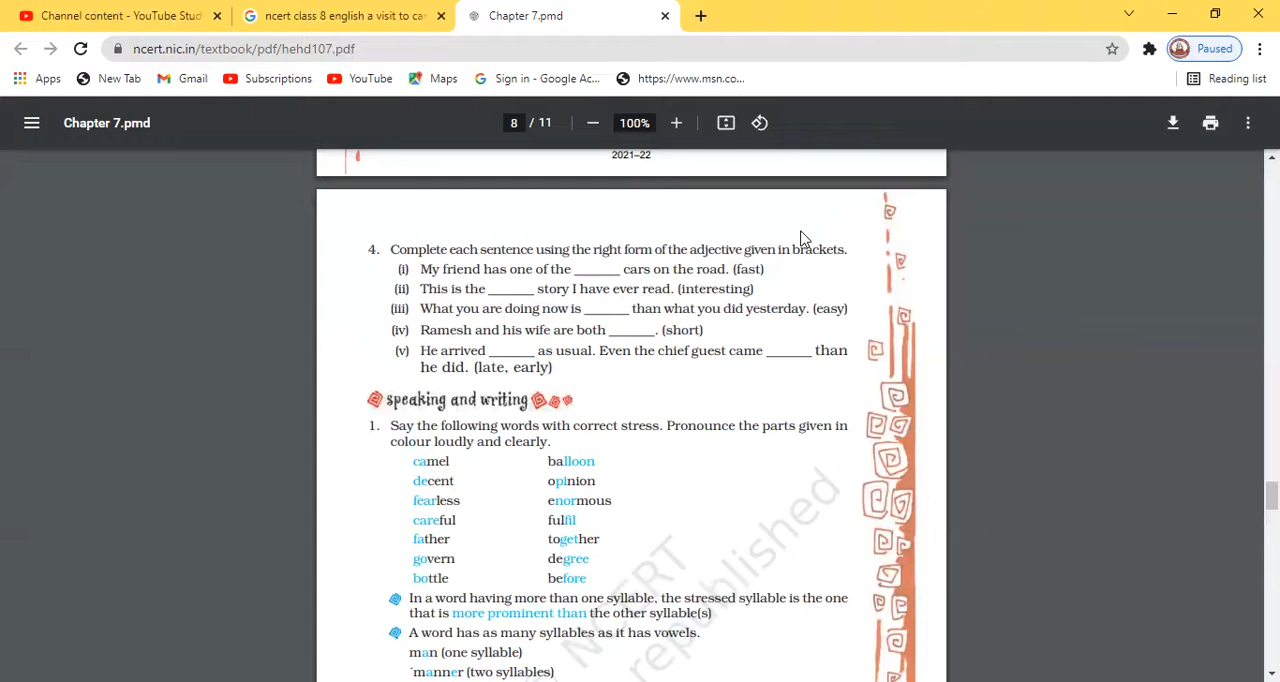 Channel content - YouTube Stud
ncert class 8 english a visit to ca
Chapter 7.pmd
ncert.nic.in/textbook/pdf/hehd107.pdf
Paused
Apps New Tab Gmail Subscriptions YouTube Maps Sign in - Google Ac... https://www.msn.co... Reading list
Chapter 7.pmd 8 / 11 100%
2021–22
4. Complete each sentence using the right form of the adjective given in brackets.
(i) My friend has one of the ______ cars on the road. (fast)
(ii) This is the ______ story I have ever read. (interesting)
(iii) What you are doing now is ______ than what you did yesterday. (easy)
(iv) Ramesh and his wife are both ______. (short)
(v) He arrived ______ as usual. Even the chief guest came ______ than
he did. (late, early)
speaking and writing
1. Say the following words with correct stress. Pronounce the parts given in
colour loudly and clearly.
camel balloon
decent opinion
fearless enormous
careful fulfil
father together
govern degree
bottle before
In a word having more than one syllable, the stressed syllable is the one
that is more prominent than the other syllable(s)
A word has as many syllables as it has vowels.
man (one syllable)
´manner (two syllables)
NCERT
republished